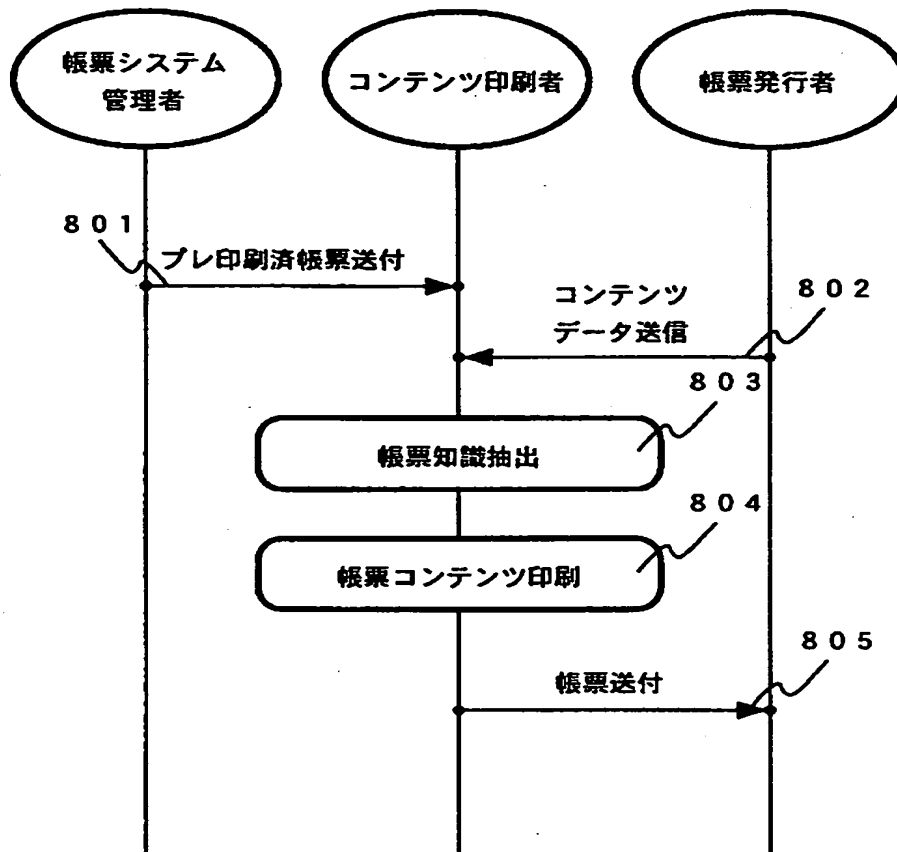 帳票システム
管理者
コンテンツ印刷者
帳票発行者
801
プレ印刷済帳票送付
コンテンツ
データ送信
802
803
帳票知識抽出
804
帳票コンテンツ印刷
805
帳票送付